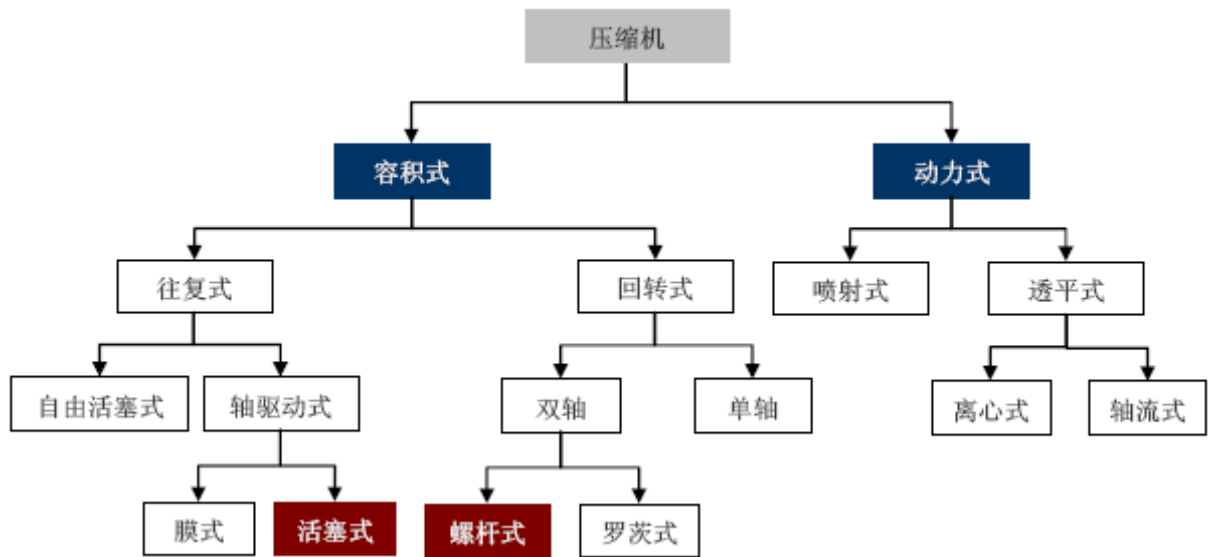 压缩机
容积式
动力式
往复式
回转式
喷射式
透平式
自由活塞式
轴驱动式
双轴
单轴
离心式
轴流式
膜式
活塞式
螺杆式
罗茨式